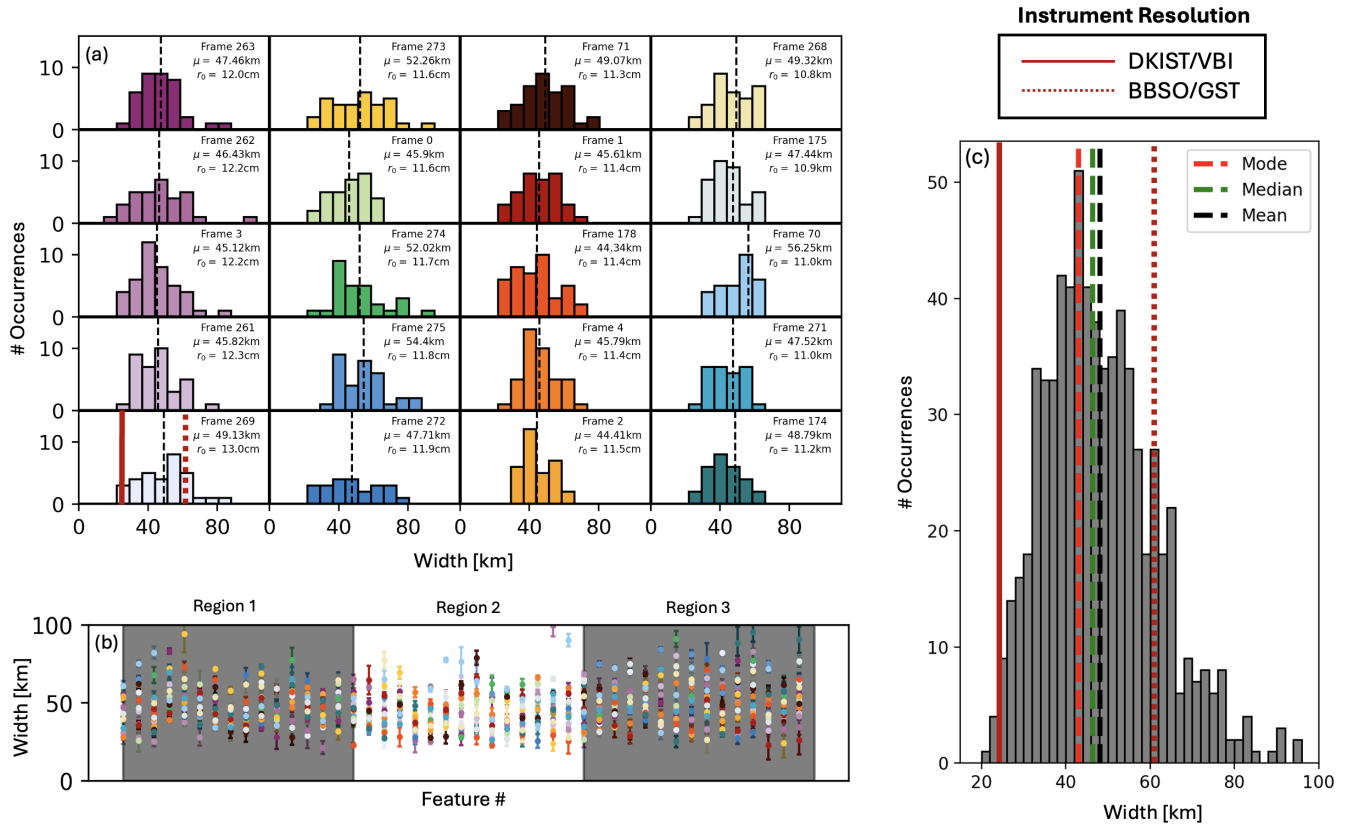 Instrument Resolution
DKIST/VBI
BBSO/GST
(a)
# Occurrences
10
0
10
0
10
0
10
0
10
0
Frame 263
μ = 47.46km
r₀ = 12.0cm
Frame 273
μ = 52.26km
r₀ = 11.6cm
Frame 71
μ = 49.07km
r₀ = 11.3cm
Frame 268
μ = 49.32km
r₀ = 10.8cm
Frame 262
μ = 46.43km
r₀ = 12.2cm
Frame 0
μ = 45.9km
r₀ = 11.6cm
Frame 1
μ = 45.61km
r₀ = 11.4cm
Frame 175
μ = 47.44km
r₀ = 10.9cm
Frame 3
μ = 45.12km
r₀ = 12.2cm
Frame 274
μ = 52.02km
r₀ = 11.7cm
Frame 178
μ = 44.34km
r₀ = 11.4cm
Frame 70
μ = 56.25km
r₀ = 11.0cm
Frame 261
μ = 45.82km
r₀ = 12.3cm
Frame 275
μ = 54.4km
r₀ = 11.8cm
Frame 4
μ = 45.79km
r₀ = 11.4cm
Frame 271
μ = 47.52km
r₀ = 11.0cm
Frame 269
μ = 49.13km
r₀ = 13.0cm
Frame 272
μ = 47.71km
r₀ = 11.9cm
Frame 2
μ = 44.41km
r₀ = 11.5cm
Frame 174
μ = 48.79km
r₀ = 11.2cm
0 40 80 0 40 80 0 40 80 0 40 80
Width [km]
Region 1 Region 2 Region 3
(b)
Width [km]
100
50
0
Feature #
(c)
Mode
Median
Mean
# Occurrences
50
40
30
20
10
0
20 40 60 80 100
Width [km]